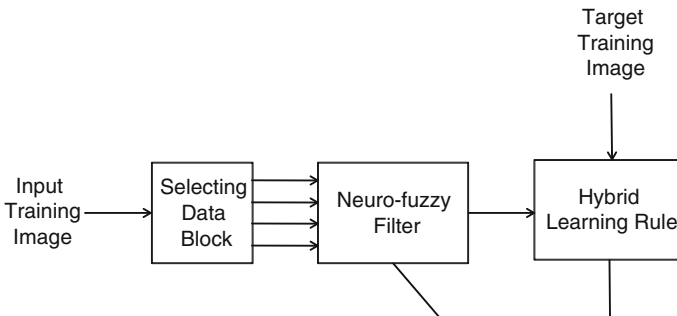 Target
Training
Image
Input
Training
Image
Selecting
Data
Block
Neuro-fuzzy
Filter
Hybrid
Learning Rule